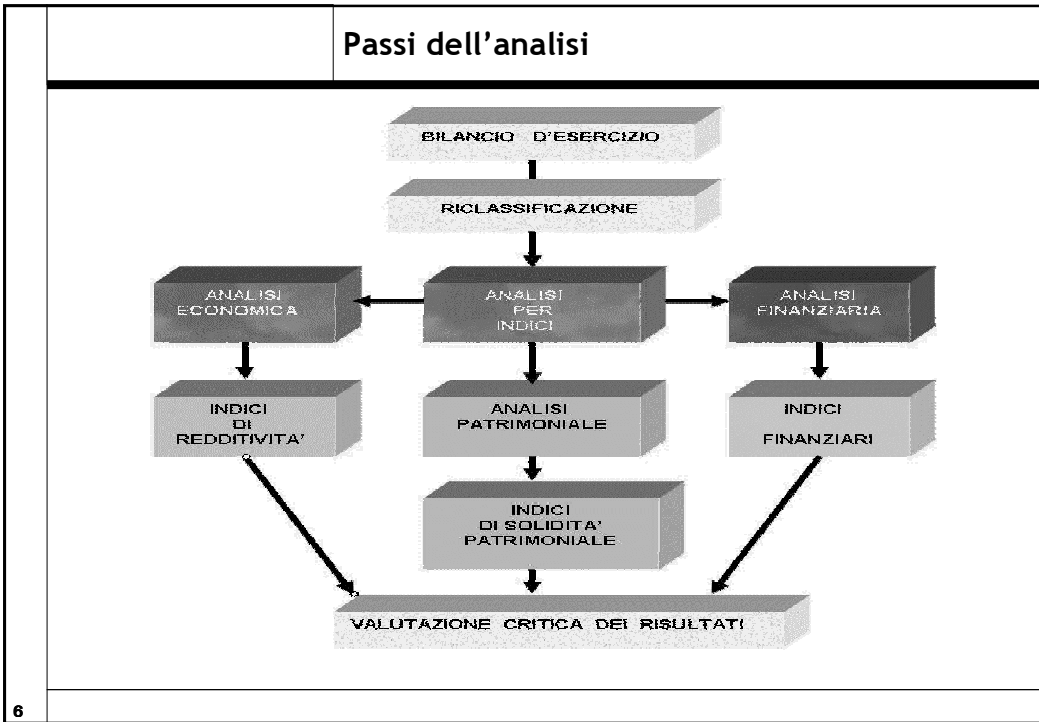 Passi dell’analisi
BILANCIO D'ESERCIZIO
RICLASSIFICAZIONE
ANALISI
ECONOMICA
ANALISI
PER
INDICI
ANALISI
FINANZIARIA
INDICI
DI
REDDITIVITA'
ANALISI
PATRIMONIALE
INDICI
FINANZIARI
INDICI
DI SOLIDITA'
PATRIMONIALE
VALUTAZIONE CRITICA DEI RISULTATI
6